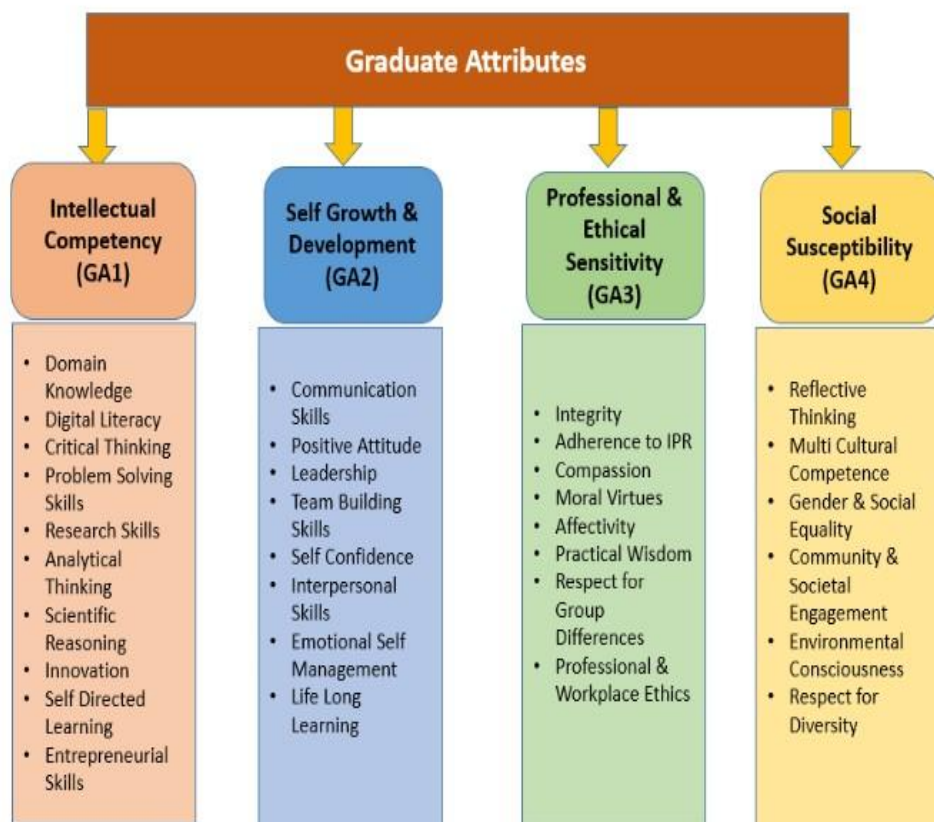 Graduate Attributes
Intellectual
Competency
(GA1)
• Domain
Knowledge
• Digital Literacy
• Critical Thinking
• Problem Solving
Skills
• Research Skills
• Analytical
Thinking
• Scientific
Reasoning
• Innovation
• Self Directed
Learning
• Entrepreneurial
Skills
Self Growth &
Development
(GA2)
• Communication
Skills
• Positive Attitude
• Leadership
• Team Building
Skills
• Self Confidence
• Interpersonal
Skills
• Emotional Self
Management
• Life Long
Learning
Professional &
Ethical
Sensitivity
(GA3)
• Integrity
• Adherence to IPR
• Compassion
• Moral Virtues
• Affectivity
• Practical Wisdom
• Respect for
Group
Differences
• Professional &
Workplace Ethics
Social
Susceptibility
(GA4)
• Reflective
Thinking
• Multi Cultural
Competence
• Gender & Social
Equality
• Community &
Societal
Engagement
• Environmental
Consciousness
• Respect for
Diversity